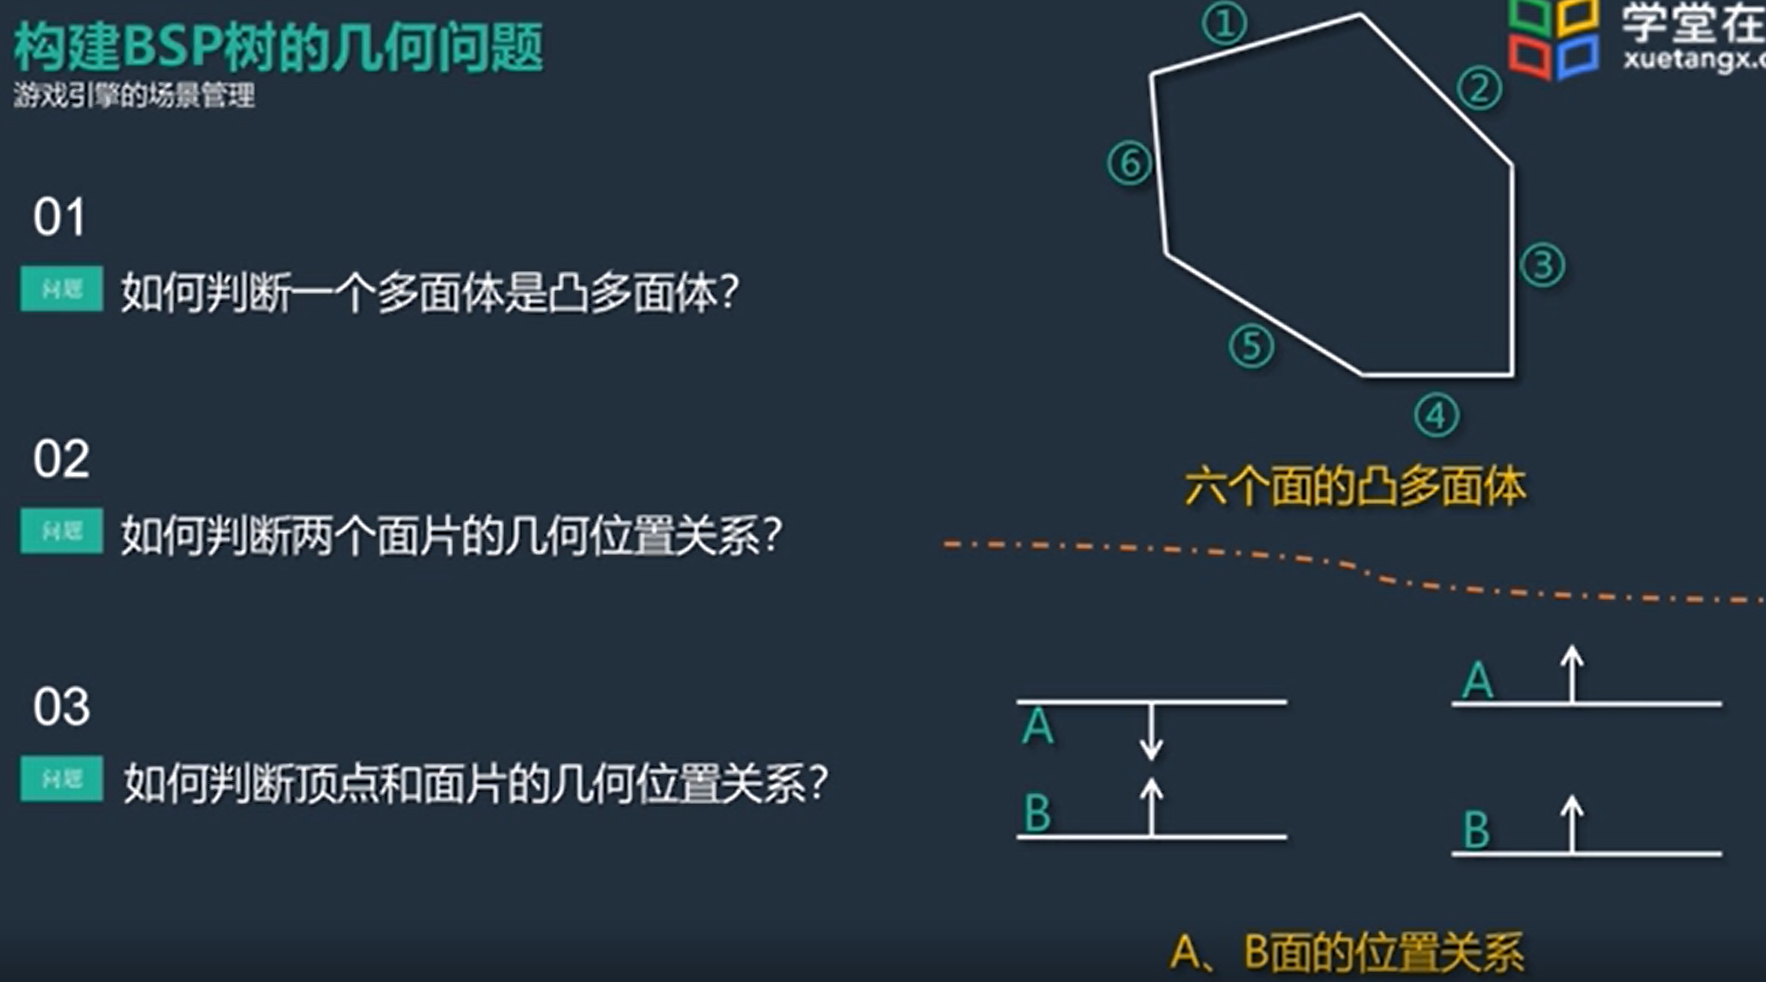 构建BSP树的几何问题
游戏引擎的场景管理
01
问题 如何判断一个多面体是凸多面体?
02
问题 如何判断两个面片的几何位置关系?
03
问题 如何判断顶点和面片的几何位置关系?
学堂在
xuetangx.c
①
②
⑥
③
⑤
④
六个面的凸多面体
A
A
B
B
A、B面的位置关系